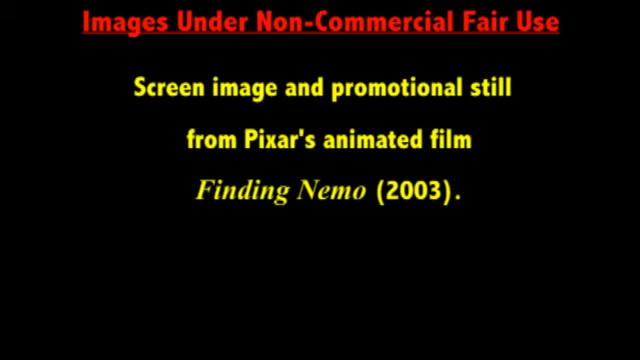 Images Under Non-Commercial Fair Use
Screen image and promotional still
from Pixar's animated film
Finding Nemo (2003).